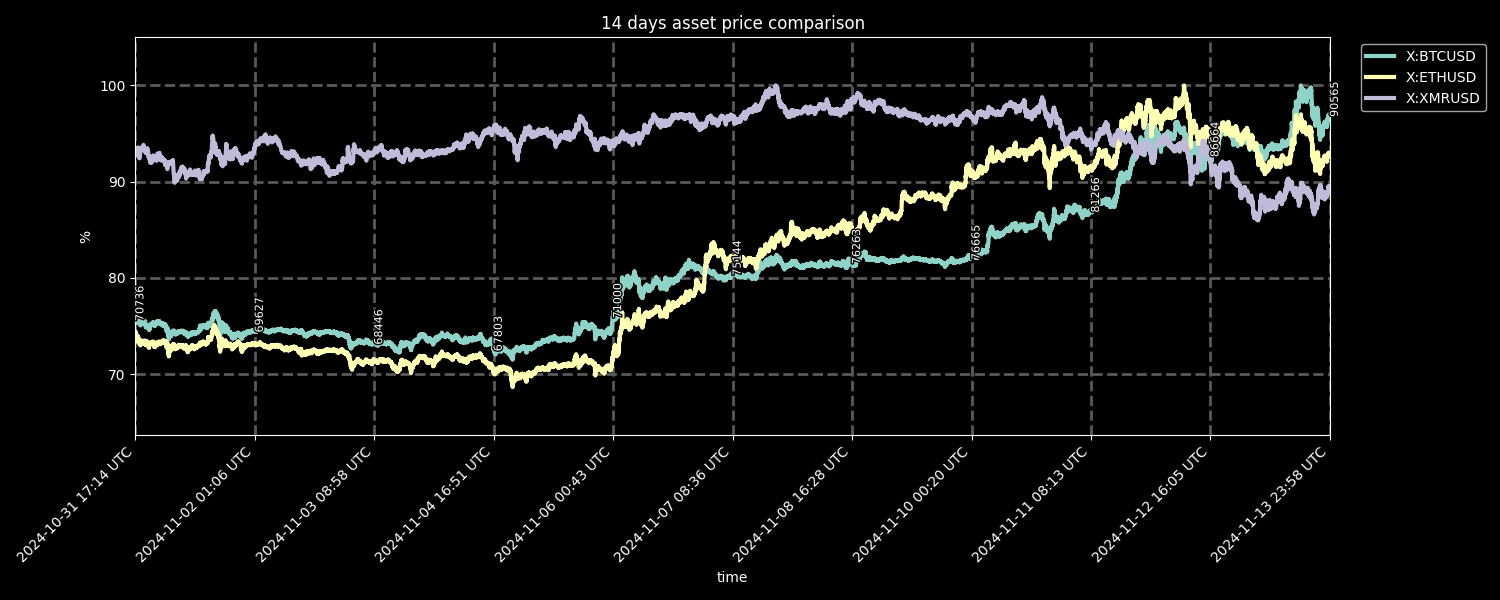 14 days asset price comparison
X:BTCUSD
X:ETHUSD
X:XMRUSD
100
90
80
70
%
70736
69627
68446
67803
71000
75144
76263
76665
81266
86664
90565
2024-10-31 17:14 UTC
2024-11-02 01:06 UTC
2024-11-03 08:58 UTC
2024-11-04 16:51 UTC
2024-11-06 00:43 UTC
2024-11-07 08:36 UTC
2024-11-08 16:28 UTC
2024-11-10 00:20 UTC
2024-11-11 08:13 UTC
2024-11-12 16:05 UTC
2024-11-13 23:58 UTC
time